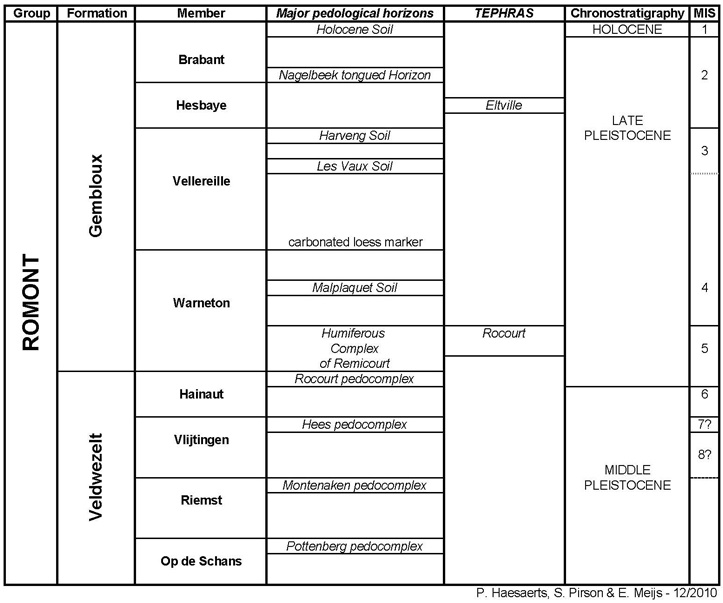 Group Formation Member Major pedological horizons TEPHRAS Chronostratigraphy MIS
Holocene Soil HOLOCENE 1
Brabant
Nagelbeek tongued Horizon 2
Hesbaye Eltville
LATE
PLEISTOCENE
Harveng Soil
3
Les Vaux Soil
Vellereille
Gembloux
carbonated loess marker
Malplaquet Soil 4
Warneton
ROMONT
Humiferous Rocourt
Complex 5
of Remicourt
Rocourt pedocomplex
Hainaut 6
Hees pedocomplex 7?
Vlijtingen
8?
MIDDLE
PLEISTOCENE
Veldwezelt
Montenaken pedocomplex
Riemst
Pottenberg pedocomplex
Op de Schans
P. Haesaerts, S. Pirson & E. Meijs - 12/2010